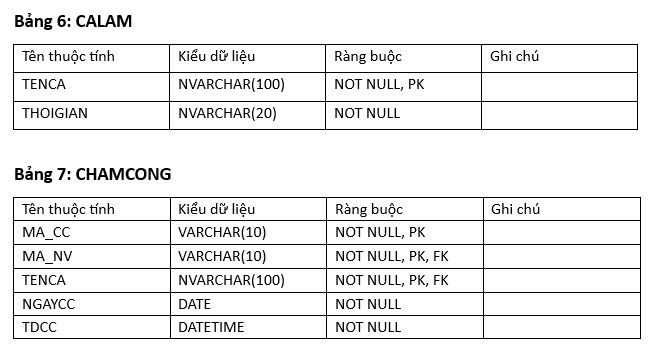 Bảng 6: CALAM
Tên thuộc tính Kiểu dữ liệu Ràng buộc Ghi chú
TENCA NVARCHAR(100) NOT NULL, PK
THOIGIAN NVARCHAR(20) NOT NULL
Bảng 7: CHAMCONG
Tên thuộc tính Kiểu dữ liệu Ràng buộc Ghi chú
MA_CC VARCHAR(10) NOT NULL, PK
MA_NV VARCHAR(10) NOT NULL, PK, FK
TENCA NVARCHAR(100) NOT NULL, PK, FK
NGAYCC DATE NOT NULL
TDCC DATETIME NOT NULL